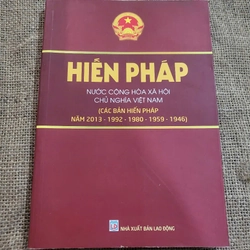 HIẾN PHÁP
NƯỚC CỘNG HÒA XÃ HỘI
CHỦ NGHĨA VIỆT NAM
(CÁC BẢN HIẾN PHÁP
NĂM 2013 - 1992 - 1980 - 1959 - 1946)
NHÀ XUẤT BẢN LAO ĐỘNG